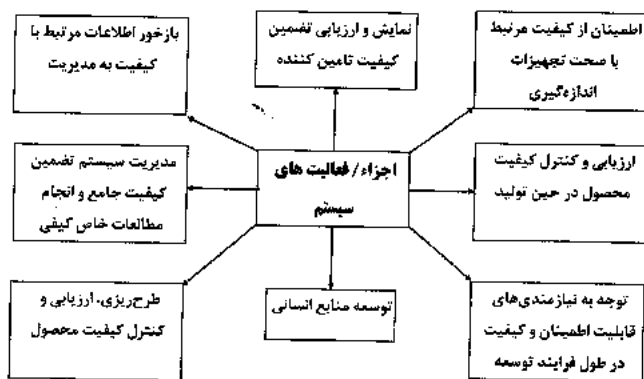 اطمینان از کیفیت مرتبط
با صحت تجهیزات
اندازه‌گیری
نمایش و ارزیابی تضمین
کیفیت تامین کننده
بازخور اطلاعات مرتبط با
کیفیت به مدیریت
ارزیابی و کنترل کیفیت
محصول در حین تولید
اجزاء / فعالیت های
سیستم
مدیریت سیستم تضمین
کیفیت جامع و انجام
مطالعات خاص کیفی
توجه به نیازمندی‌های
قابلیت اطمینان و کیفیت
در طول فرایند توسعه
توسعه منابع انسانی
طرح‌ریزی، ارزیابی و
کنترل کیفیت محصول